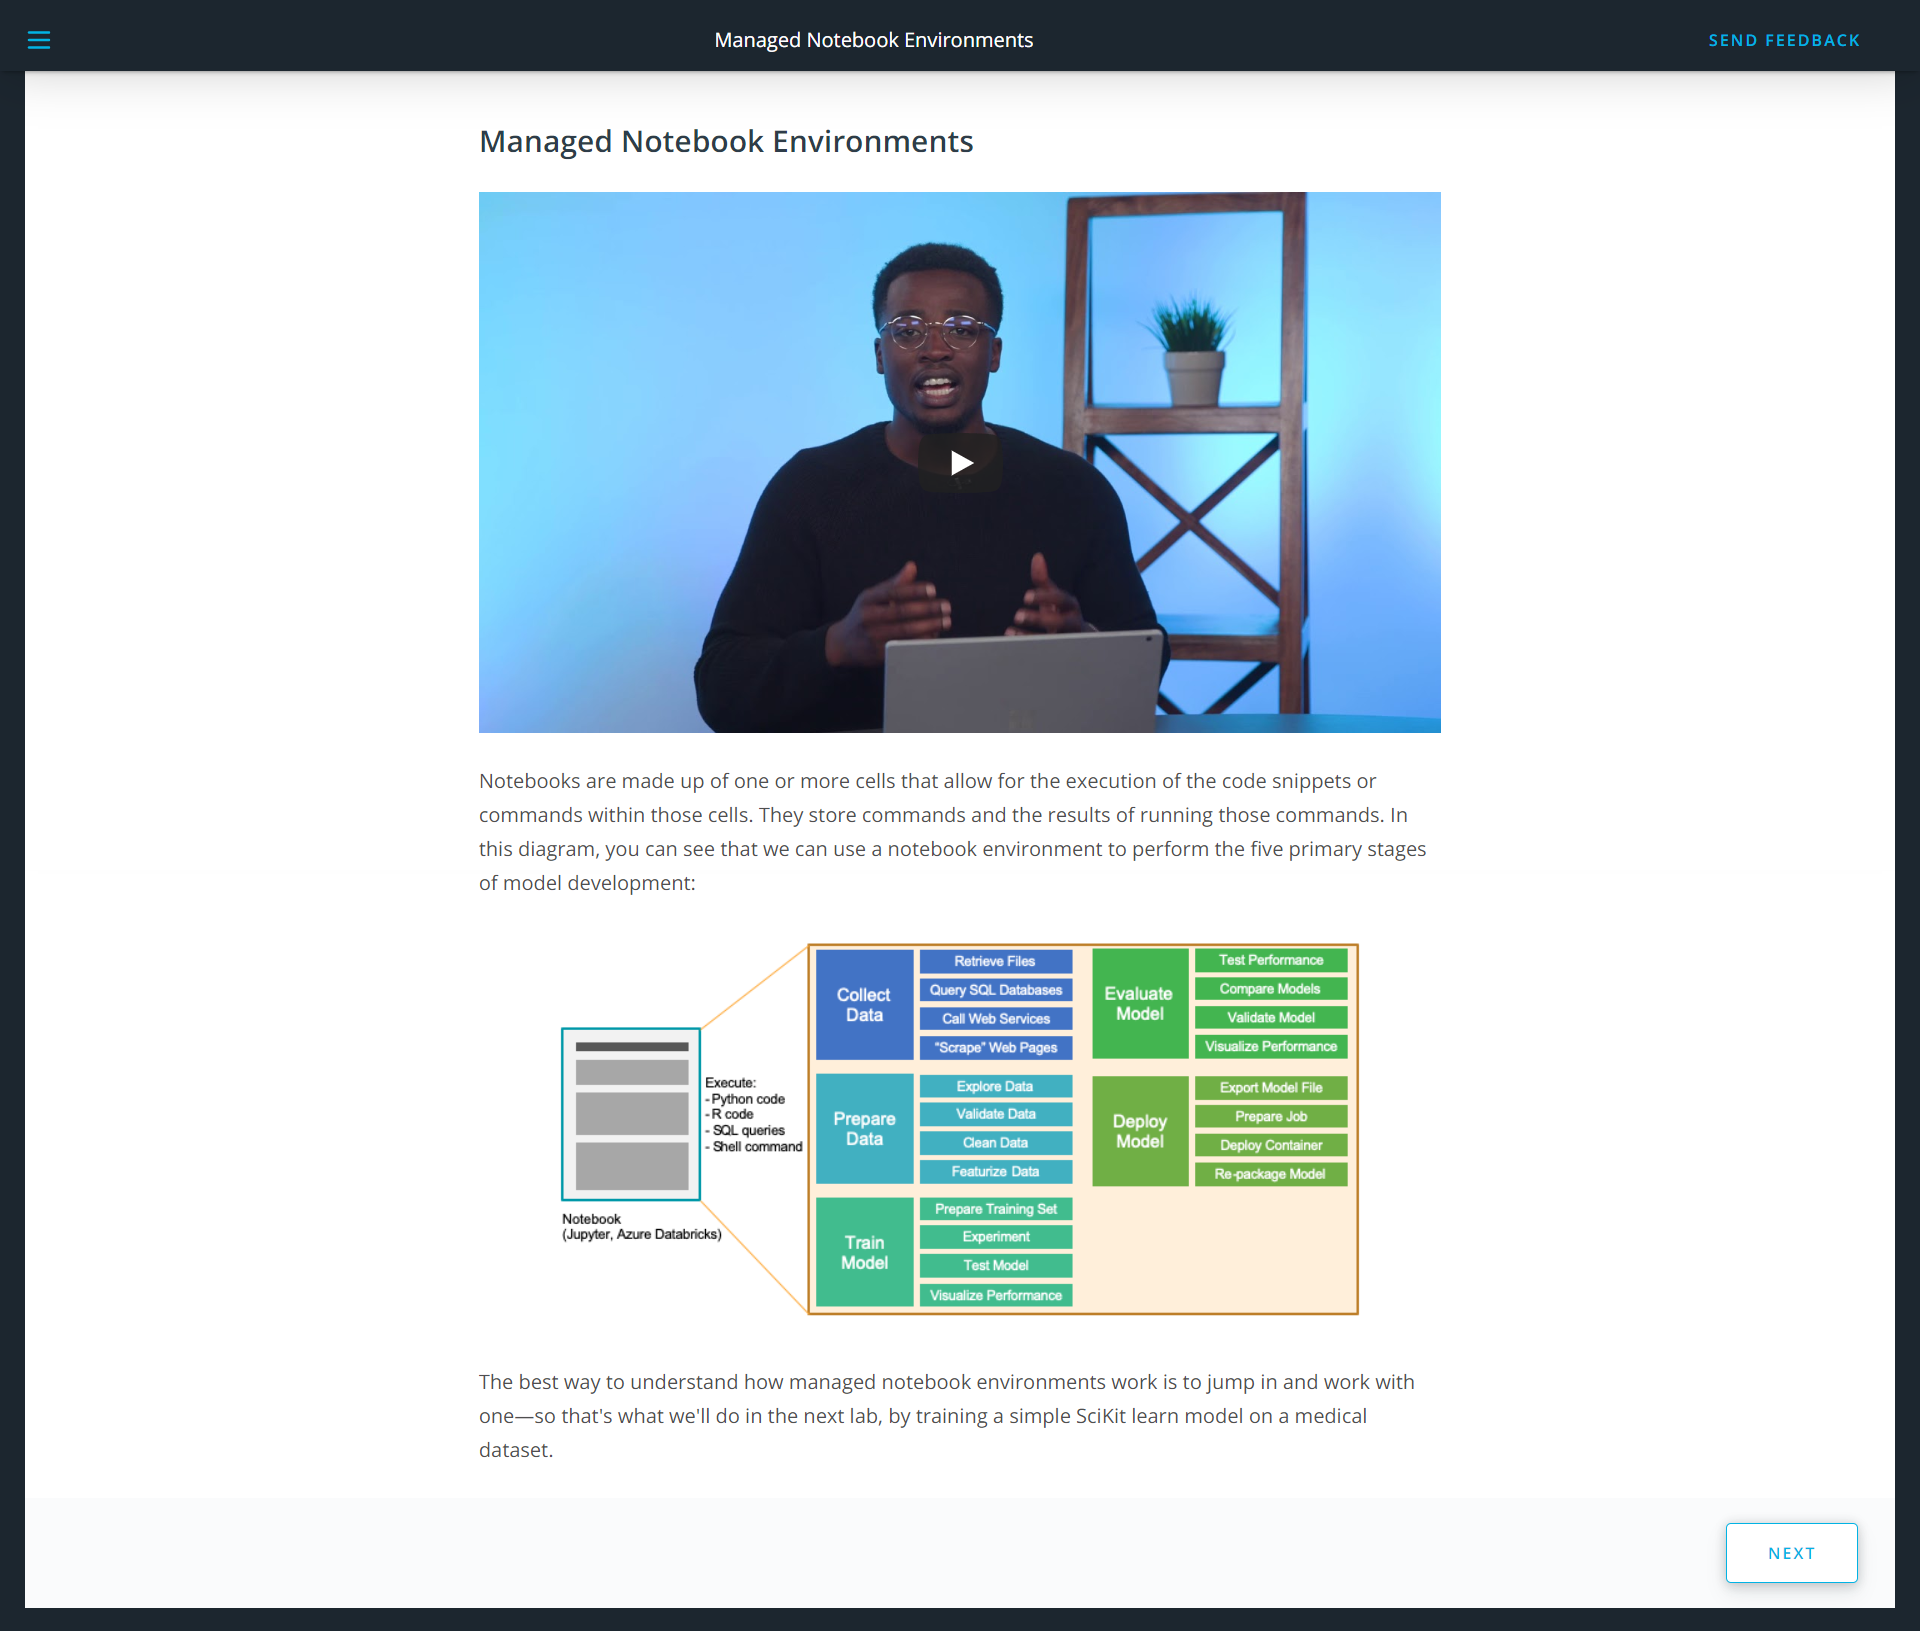 Managed Notebook Environments
SEND FEEDBACK
Managed Notebook Environments
Notebooks are made up of one or more cells that allow for the execution of the code snippets or
commands within those cells. They store commands and the results of running those commands. In
this diagram, you can see that we can use a notebook environment to perform the five primary stages
of model development:
Execute:
- Python code
- R code
- SQL queries
- Shell command
Notebook
(Jupyter, Azure Databricks)
Collect
Data
Retrieve Files
Query SQL Databases
Call Web Services
“Scrape” Web Pages
Prepare
Data
Explore Data
Validate Data
Clean Data
Featurize Data
Train
Model
Prepare Training Set
Experiment
Test Model
Visualize Performance
Evaluate
Model
Test Performance
Compare Models
Validate Model
Visualize Performance
Deploy
Model
Export Model File
Prepare Job
Deploy Container
Re-package Model
The best way to understand how managed notebook environments work is to jump in and work with
one—so that's what we'll do in the next lab, by training a simple SciKit learn model on a medical
dataset.
NEXT